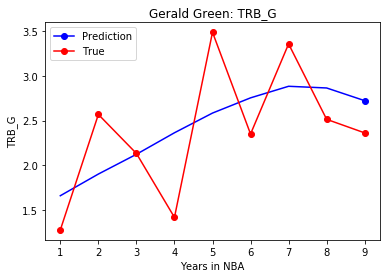 Gerald Green: TRB_G
Prediction
True
TRB_G
3.5
3.0
2.5
2.0
1.5
1 2 3 4 5 6 7 8 9
Years in NBA